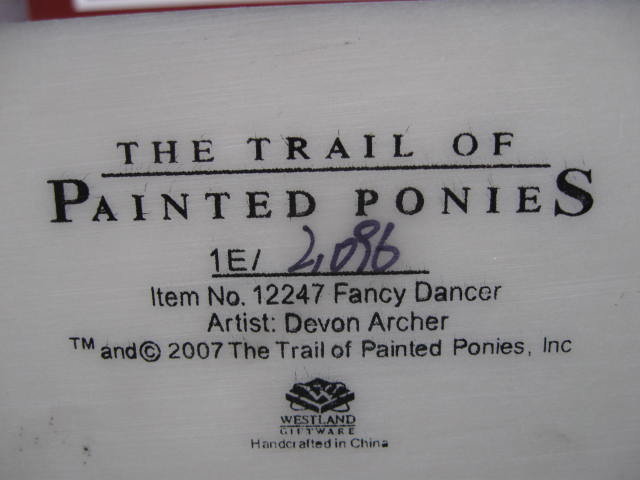 THE TRAIL OF
PAINTED PONIES
1E/ 2,096
Item No. 12247 Fancy Dancer
Artist: Devon Archer
™ and © 2007 The Trail of Painted Ponies, Inc
WESTLAND
GIFTWARE
Handcrafted in China